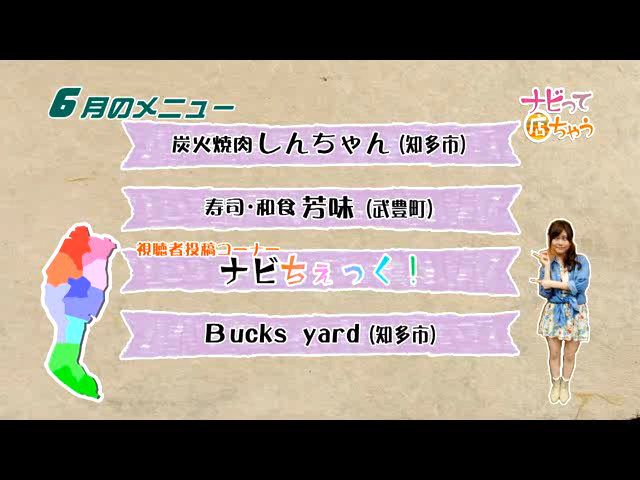 6月のメニュー
ナビって
店ちゃう
炭火焼肉しんちゃん(知多市)
寿司・和食 芳味(武豊町)
視聴者投稿コーナー
ナビちぇっく!
Bucks yard(知多市)